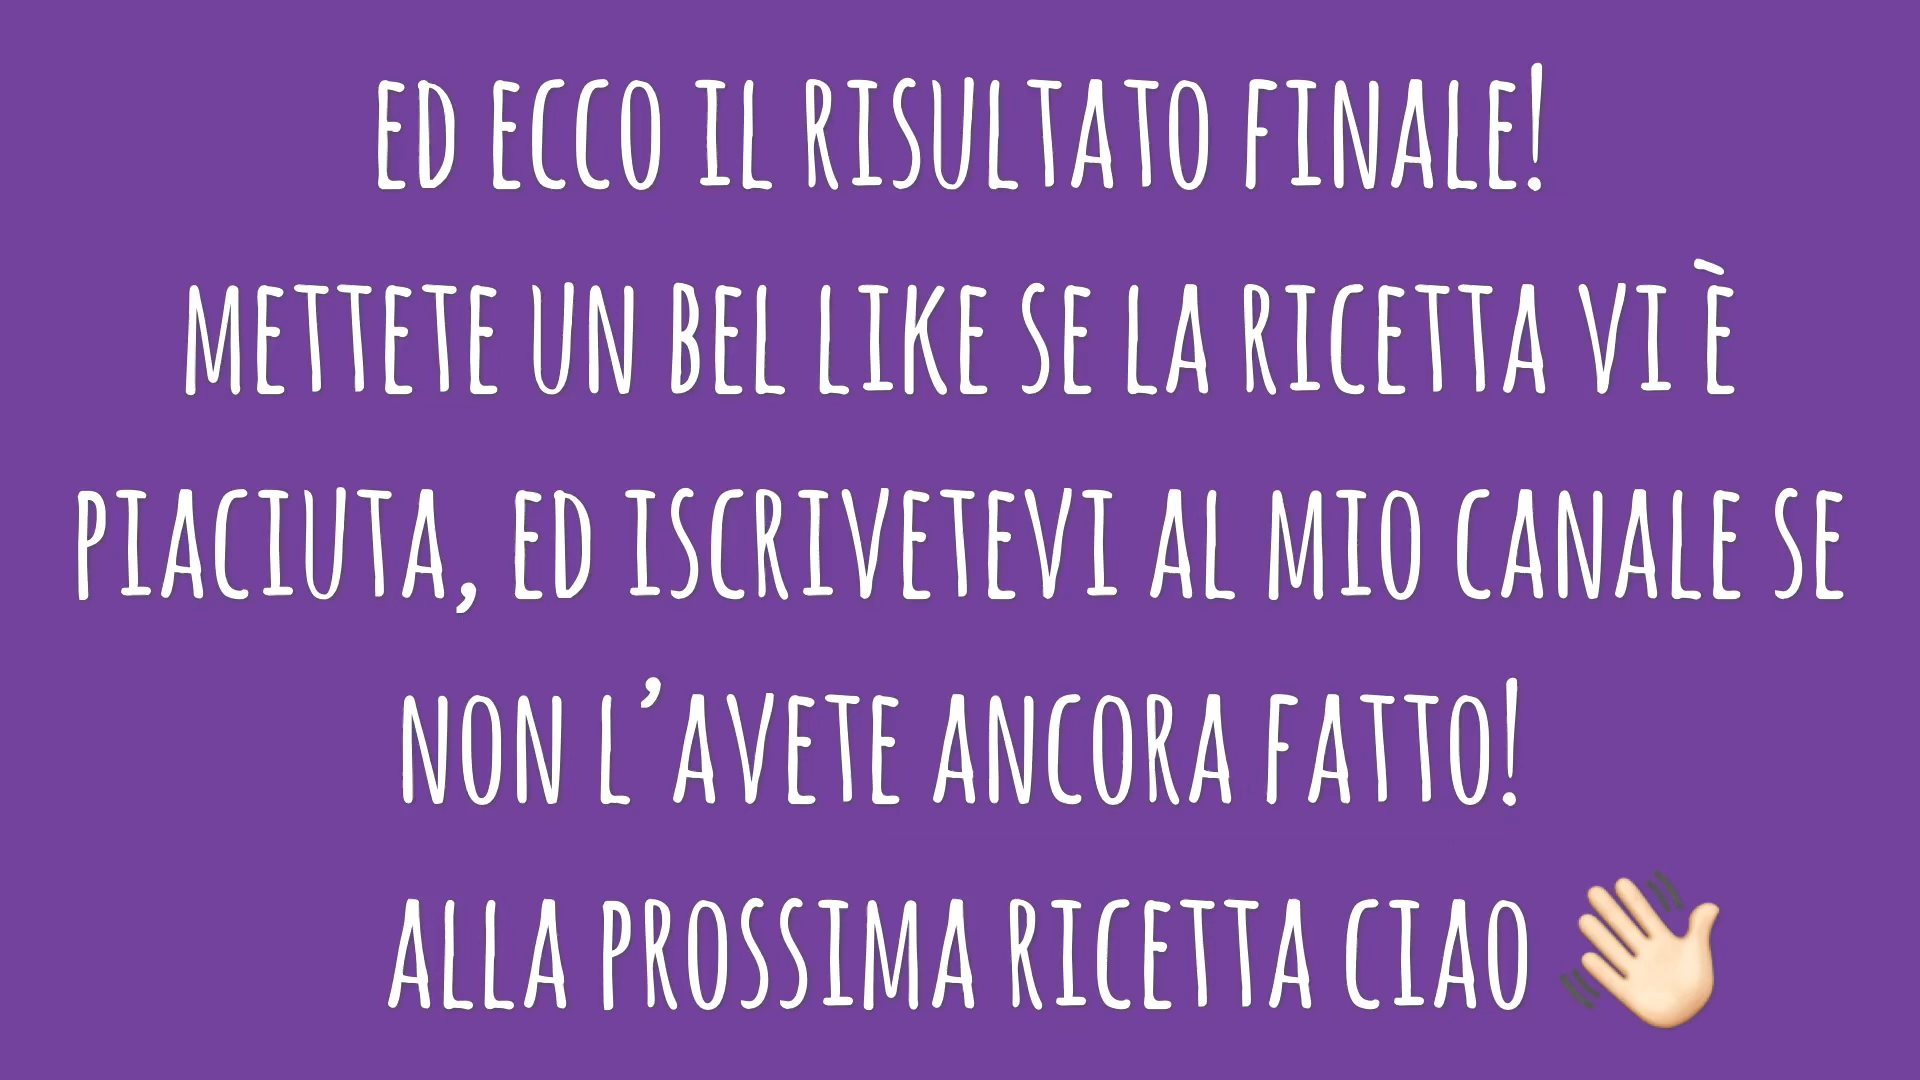 ED ECCO IL RISULTATO FINALE!
METTETE UN BEL LIKE SE LA RICETTA VI È
PIACIUTA, ED ISCRIVETEVI AL MIO CANALE SE
NON L’AVETE ANCORA FATTO!
ALLA PROSSIMA RICETTA CIAO 👋🏻